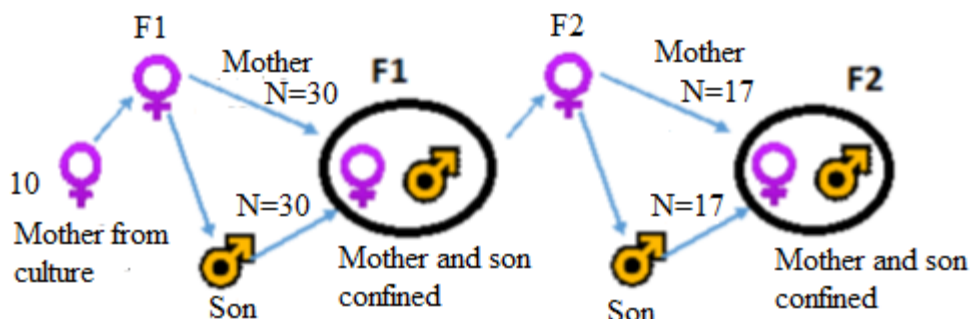 F1
Mother
N=30
F1
10
Mother from
culture
N=30
Son
Mother and son
confined
F2
Mother
N=17
F2
N=17
Son
Mother and son
confined